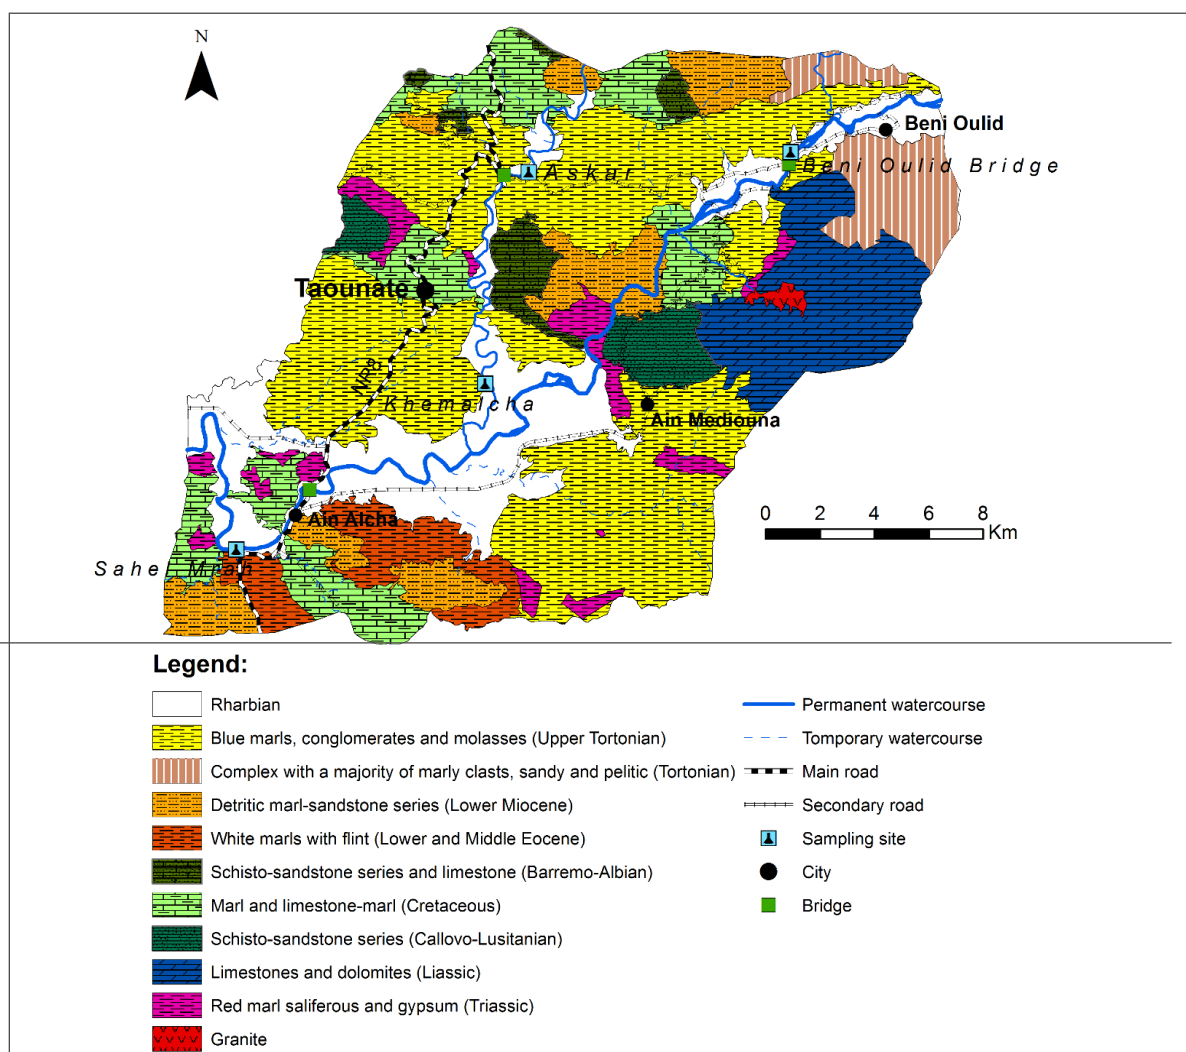 N
Beni Oulid
Beni Oulid Bridge
Askar
Taounate
NP8
Khemalcha
Ain Mediouna
Ain Aicha
Sahel Mran
0 2 4 6 8
Km
Legend:
Rharbian
Blue marls, conglomerates and molasses (Upper Tortonian)
Complex with a majority of marly clasts, sandy and pelitic (Tortonian)
Detritic marl-sandstone series (Lower Miocene)
White marls with flint (Lower and Middle Eocene)
Schisto-sandstone series and limestone (Barremo-Albian)
Marl and limestone-marl (Cretaceous)
Schisto-sandstone series (Callovo-Lusitanian)
Limestones and dolomites (Liassic)
Red marl saliferous and gypsum (Triassic)
Granite
Permanent watercourse
Tomporary watercourse
Main road
Secondary road
Sampling site
City
Bridge